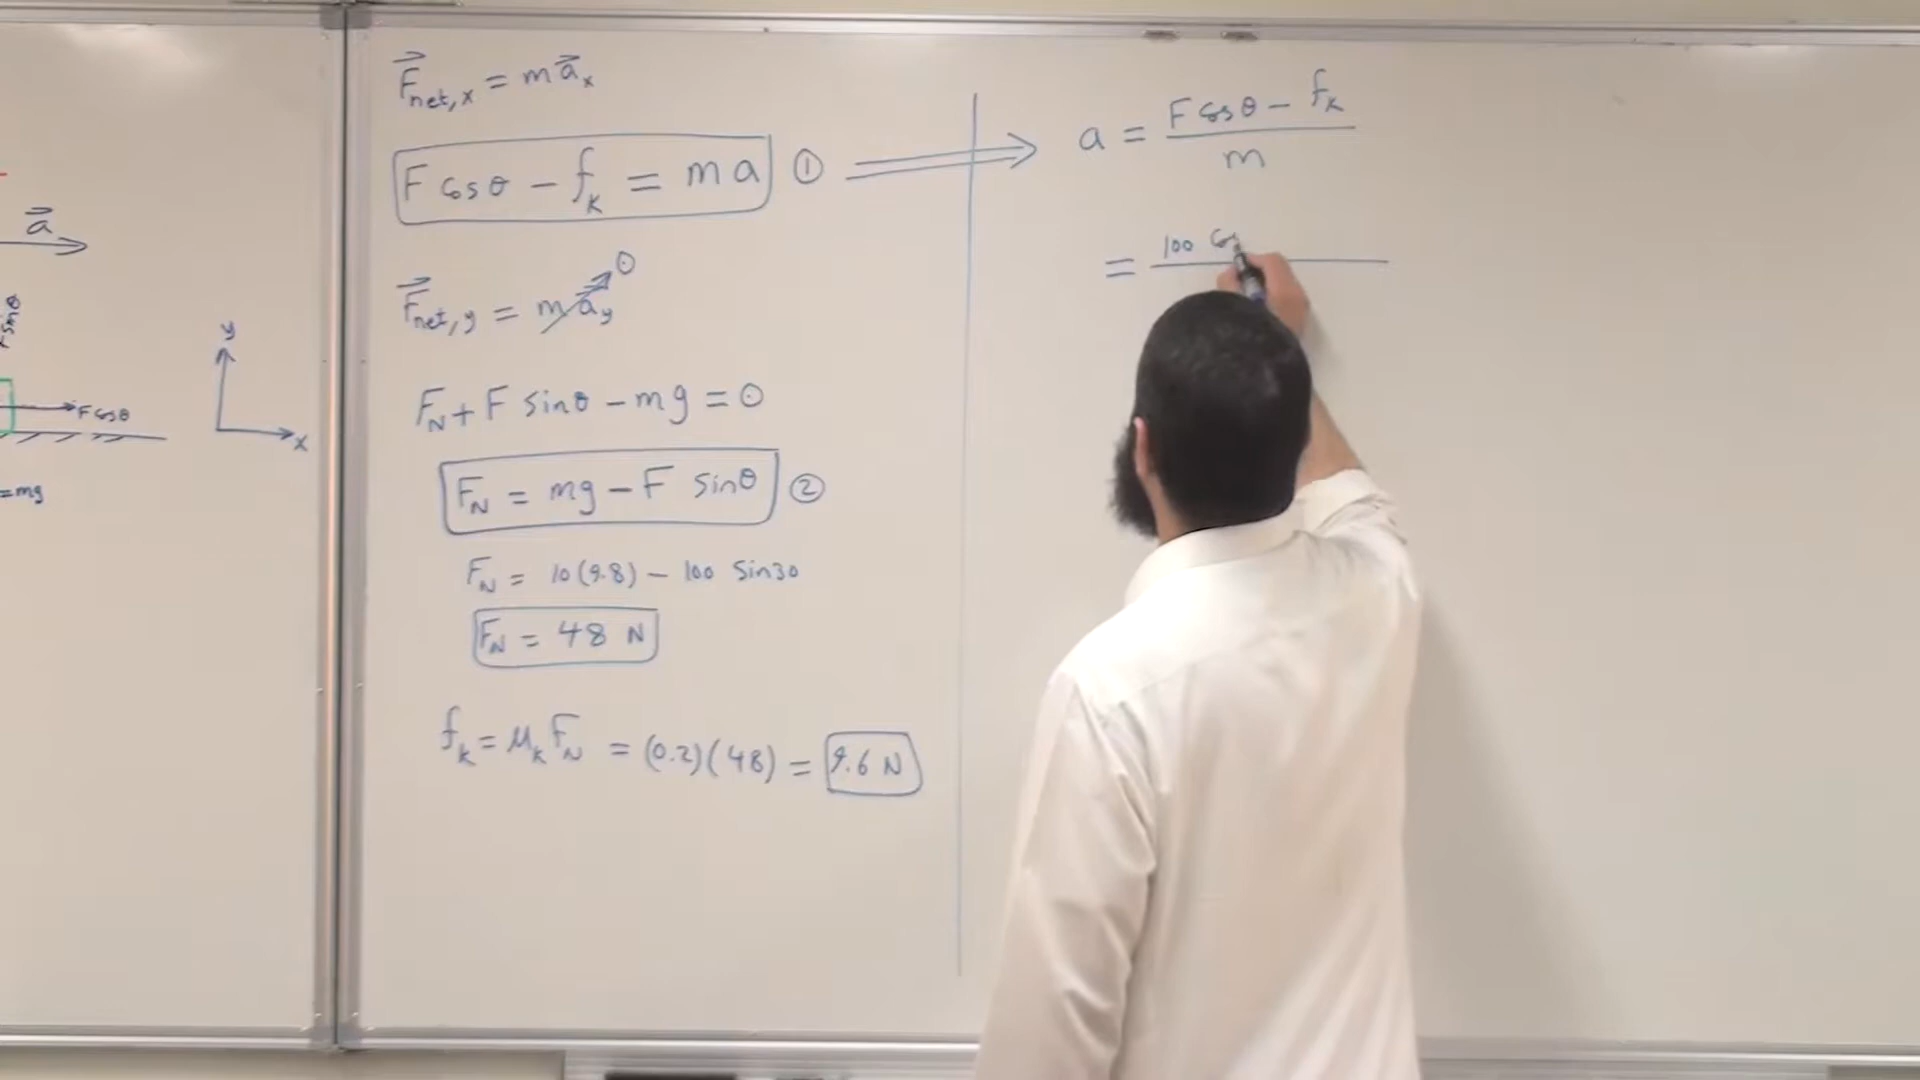 a⃗
F sinθ
F cosθ
=mg
y
x
F⃗net,x = ma⃗x
F cosθ − fk = ma ①
F⃗net,y = ma⃗y 0
FN + F sinθ − mg = 0
FN = mg − F sinθ ②
FN = 10(9.8) − 100 sin30
FN = 48 N
fk = μk FN = (0.2)(48) = 9.6 N
a = F cosθ − fk / m
= 100 cos